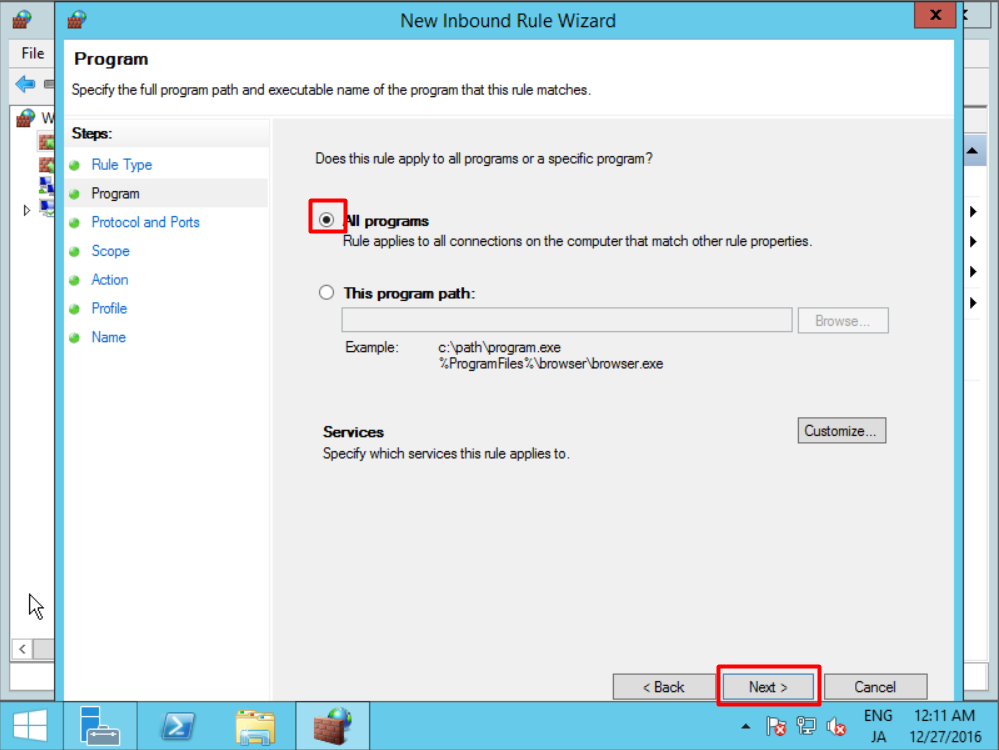 New Inbound Rule Wizard
File
Program
Specify the full program path and executable name of the program that this rule matches.
W
Steps:
Rule Type
Program
Protocol and Ports
Scope
Action
Profile
Name
Does this rule apply to all programs or a specific program?
All programs
Rule applies to all connections on the computer that match other rule properties.
This program path:
Browse...
Example:
c:\path\program.exe
%ProgramFiles%\browser\browser.exe
Services
Customize...
Specify which services this rule applies to.
< Back
Next >
Cancel
ENG
JA
12:11 AM
12/27/2016